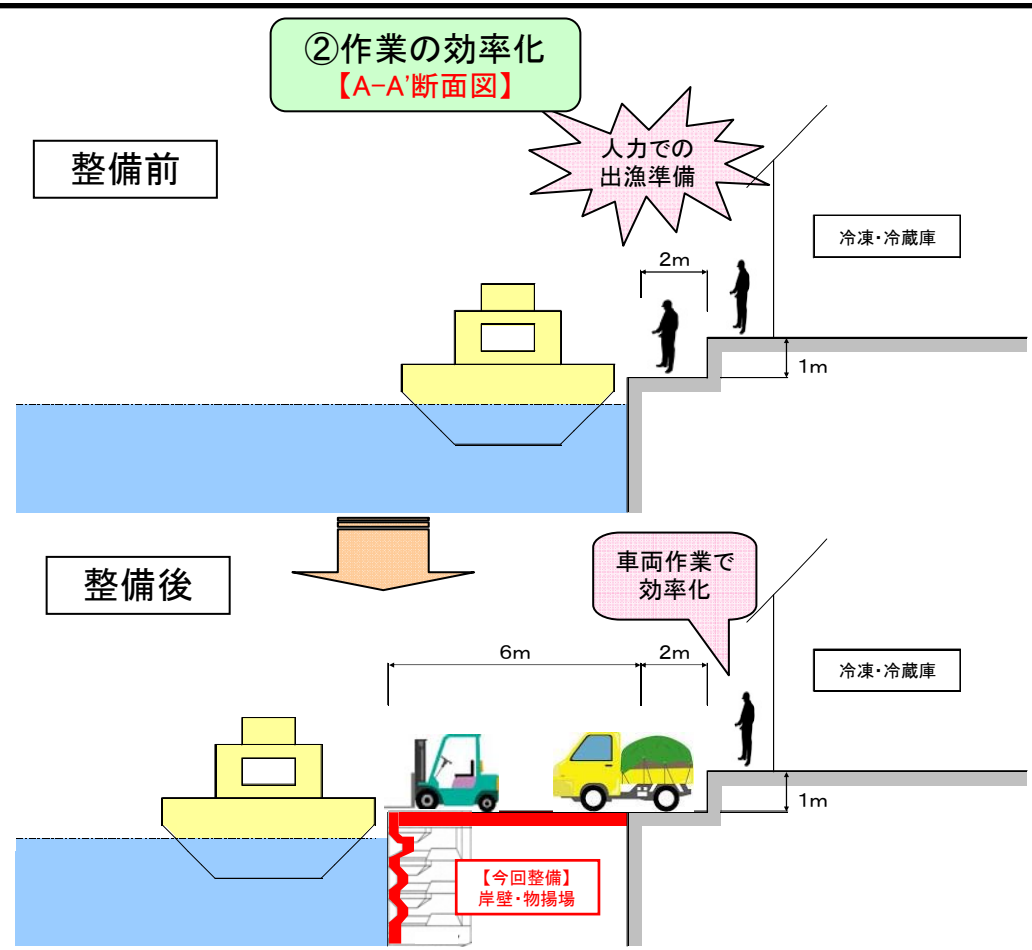 ②作業の効率化
【A-A'断面図】
整備前
人力での
出漁準備
冷凍・冷蔵庫
2m
1m
整備後
車両作業で
効率化
6m
2m
冷凍・冷蔵庫
1m
【今回整備】
岸壁・物揚場